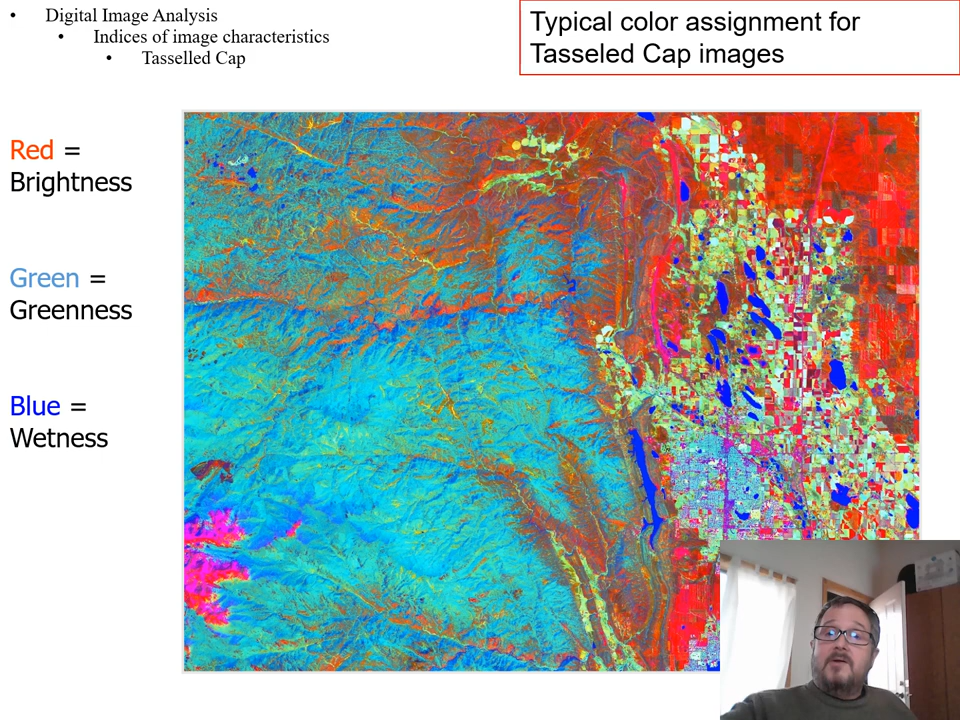 • Digital Image Analysis
• Indices of image characteristics
• Tasselled Cap
Typical color assignment for
Tasseled Cap images
Red =
Brightness
Green =
Greenness
Blue =
Wetness